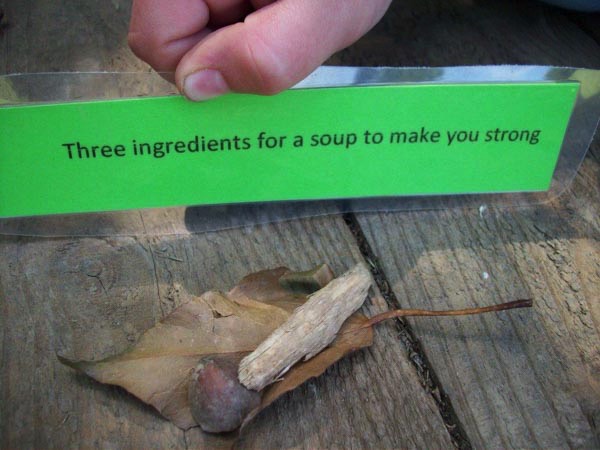 Three ingredients for a soup to make you strong